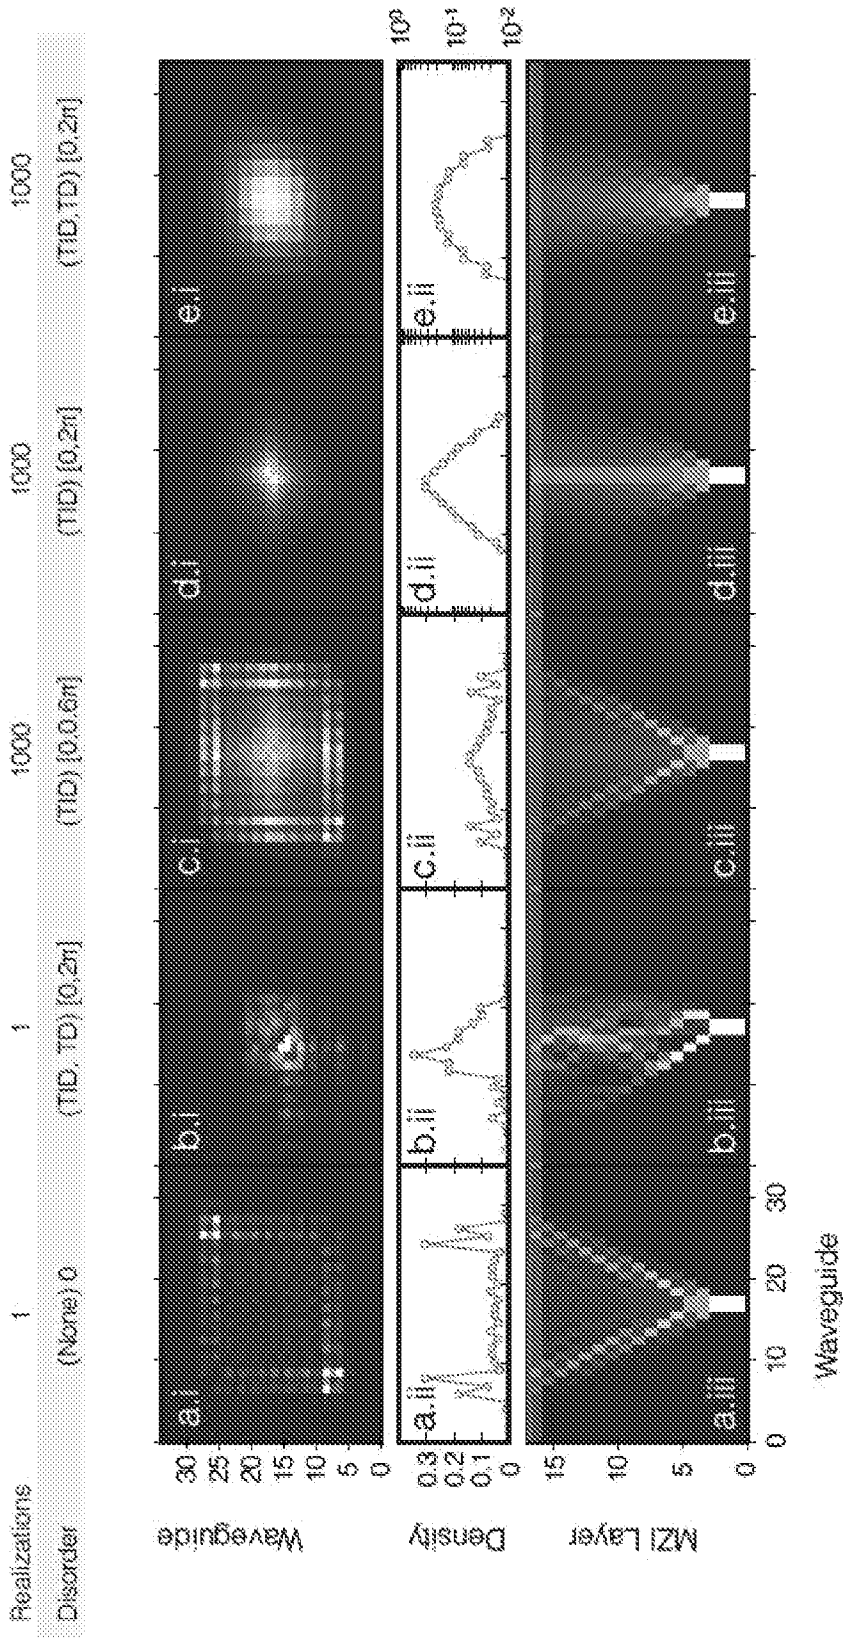 Realizations 1 1 1000 1000 1000
Disorder (None) 0 (TID, TD) [0,2π] (TID) [0,0.6π] (TID) [0,2π] (TID,TD) [0,2π]
Waveguide
30
25
20
15
10
5
0
a.i b.i c.i d.i e.i
Density
0.3
0.2
0.1
0
a.ii b.ii c.ii d.ii e.ii
10⁰
10⁻¹
10⁻²
MZI Layer
15
10
5
0
a.iii b.iii c.iii d.iii e.iii
0 10 20 30
Waveguide